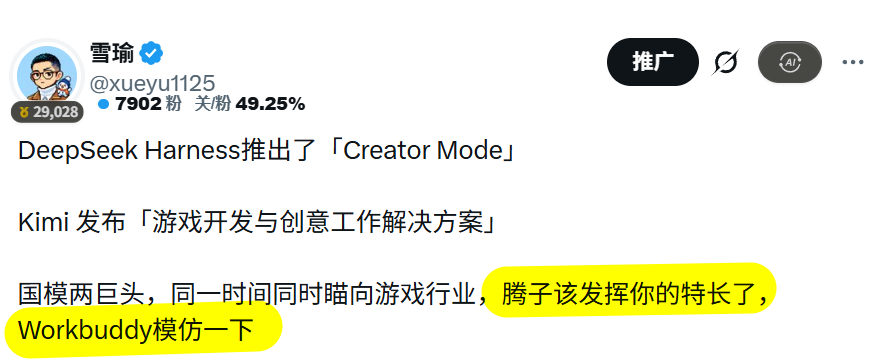 雪瑜
推广
@xueyu1125
7902 粉 关/粉 49.25%
29,028
AI
DeepSeek Harness推出了「Creator Mode」
Kimi 发布「游戏开发与创意工作解决方案」
国模两巨头，同一时间同时瞄向游戏行业，腾子该发挥你的特长了，
Workbuddy模仿一下